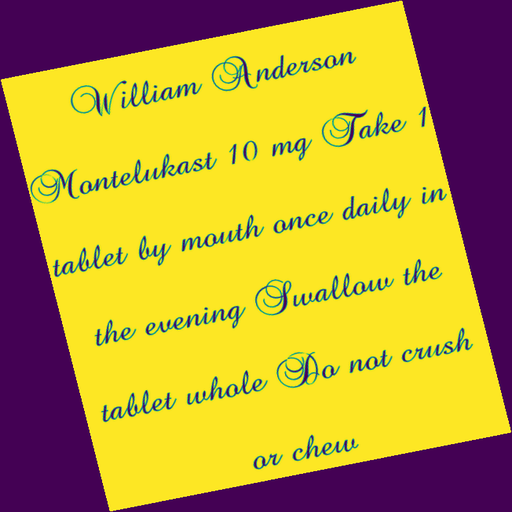 William Anderson
Montelukast 10 mg Take 1
tablet by mouth once daily in
the evening Swallow the
tablet whole Do not crush
or chew